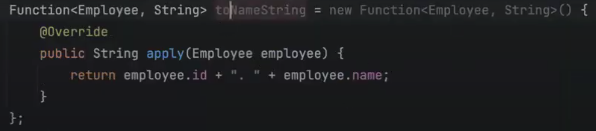 Function<Employee, String> toNameString = new Function<Employee, String>() {
@Override
public String apply(Employee employee) {
return employee.id + ". " + employee.name;
}
};